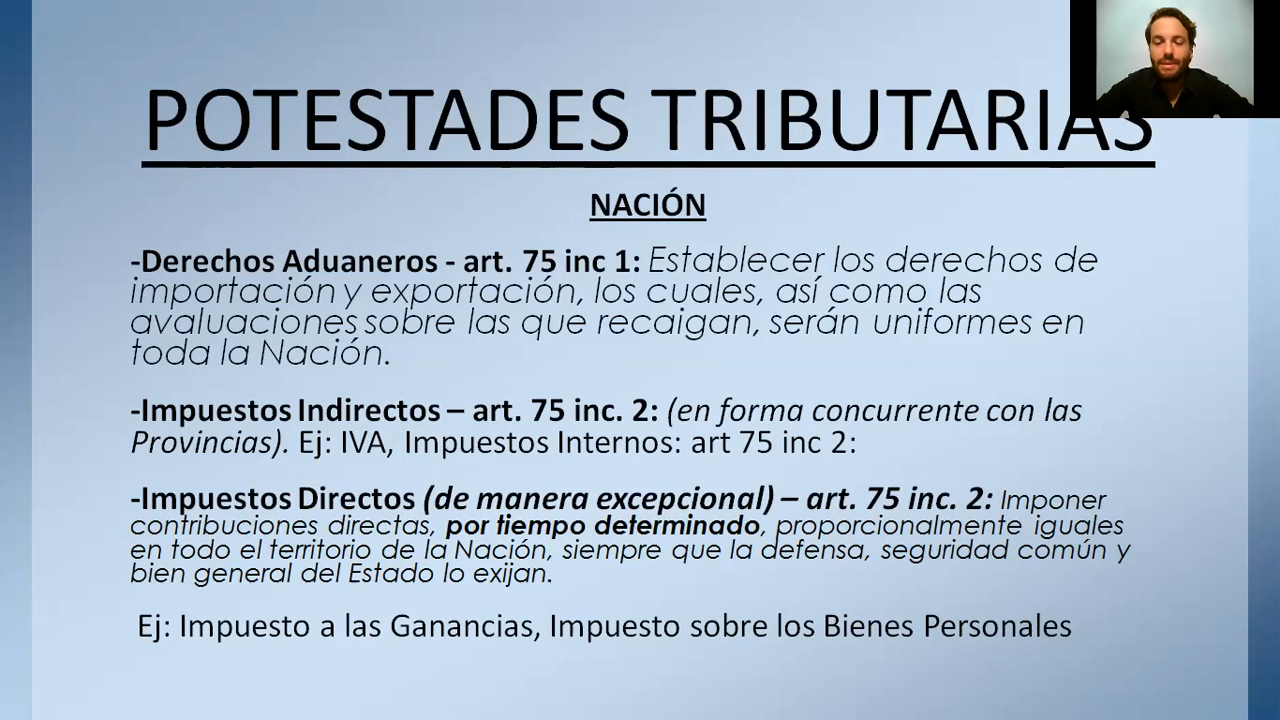 POTESTADES TRIBUTARIAS
NACIÓN
-Derechos Aduaneros - art. 75 inc 1: Establecer los derechos de
importación y exportación, los cuales, así como las
avaluaciones sobre las que recaigan, serán uniformes en
toda la Nación.
-Impuestos Indirectos – art. 75 inc. 2: (en forma concurrente con las
Provincias). Ej: IVA, Impuestos Internos: art 75 inc 2:
-Impuestos Directos (de manera excepcional) – art. 75 inc. 2: Imponer
contribuciones directas, por tiempo determinado, proporcionalmente iguales
en todo el territorio de la Nación, siempre que la defensa, seguridad común y
bien general del Estado lo exijan.
Ej: Impuesto a las Ganancias, Impuesto sobre los Bienes Personales